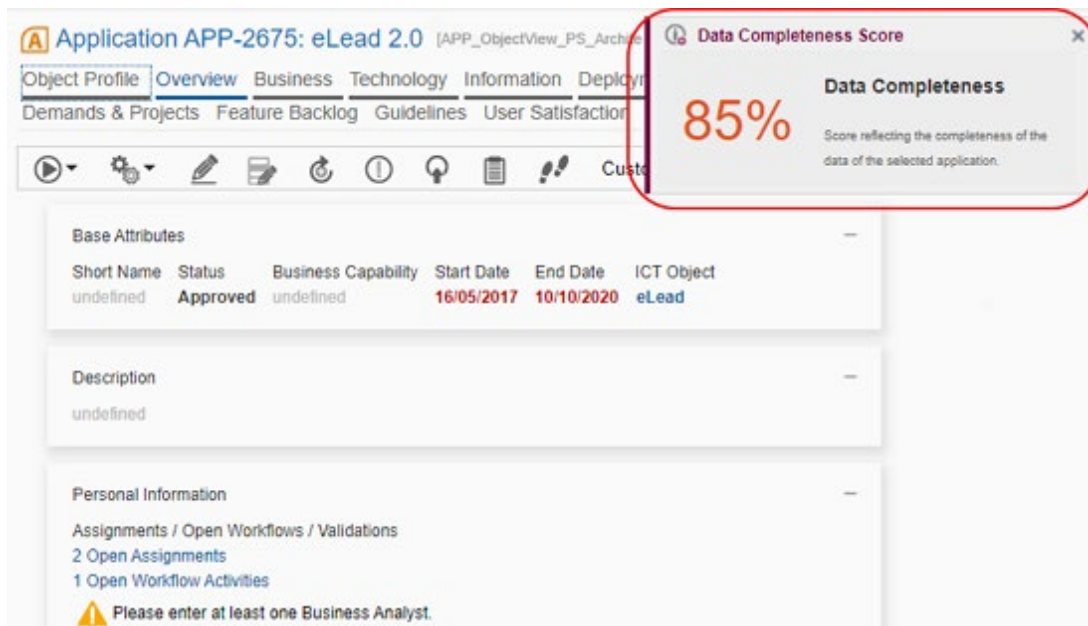 A Application APP-2675: eLead 2.0 [APP_ObjectView_PS_Archite
Data Completeness Score
Object Profile Overview Business Technology Information Deploym
Demands & Projects Feature Backlog Guidelines User Satisfaction
Data Completeness
85%
Score reflecting the completeness of the
data of the selected application.
Custo
Base Attributes
Short Name Status Business Capability Start Date End Date ICT Object
undefined Approved undefined 16/05/2017 10/10/2020 eLead
Description
undefined
Personal Information
Assignments / Open Workflows / Validations
2 Open Assignments
1 Open Workflow Activities
Please enter at least one Business Analyst.